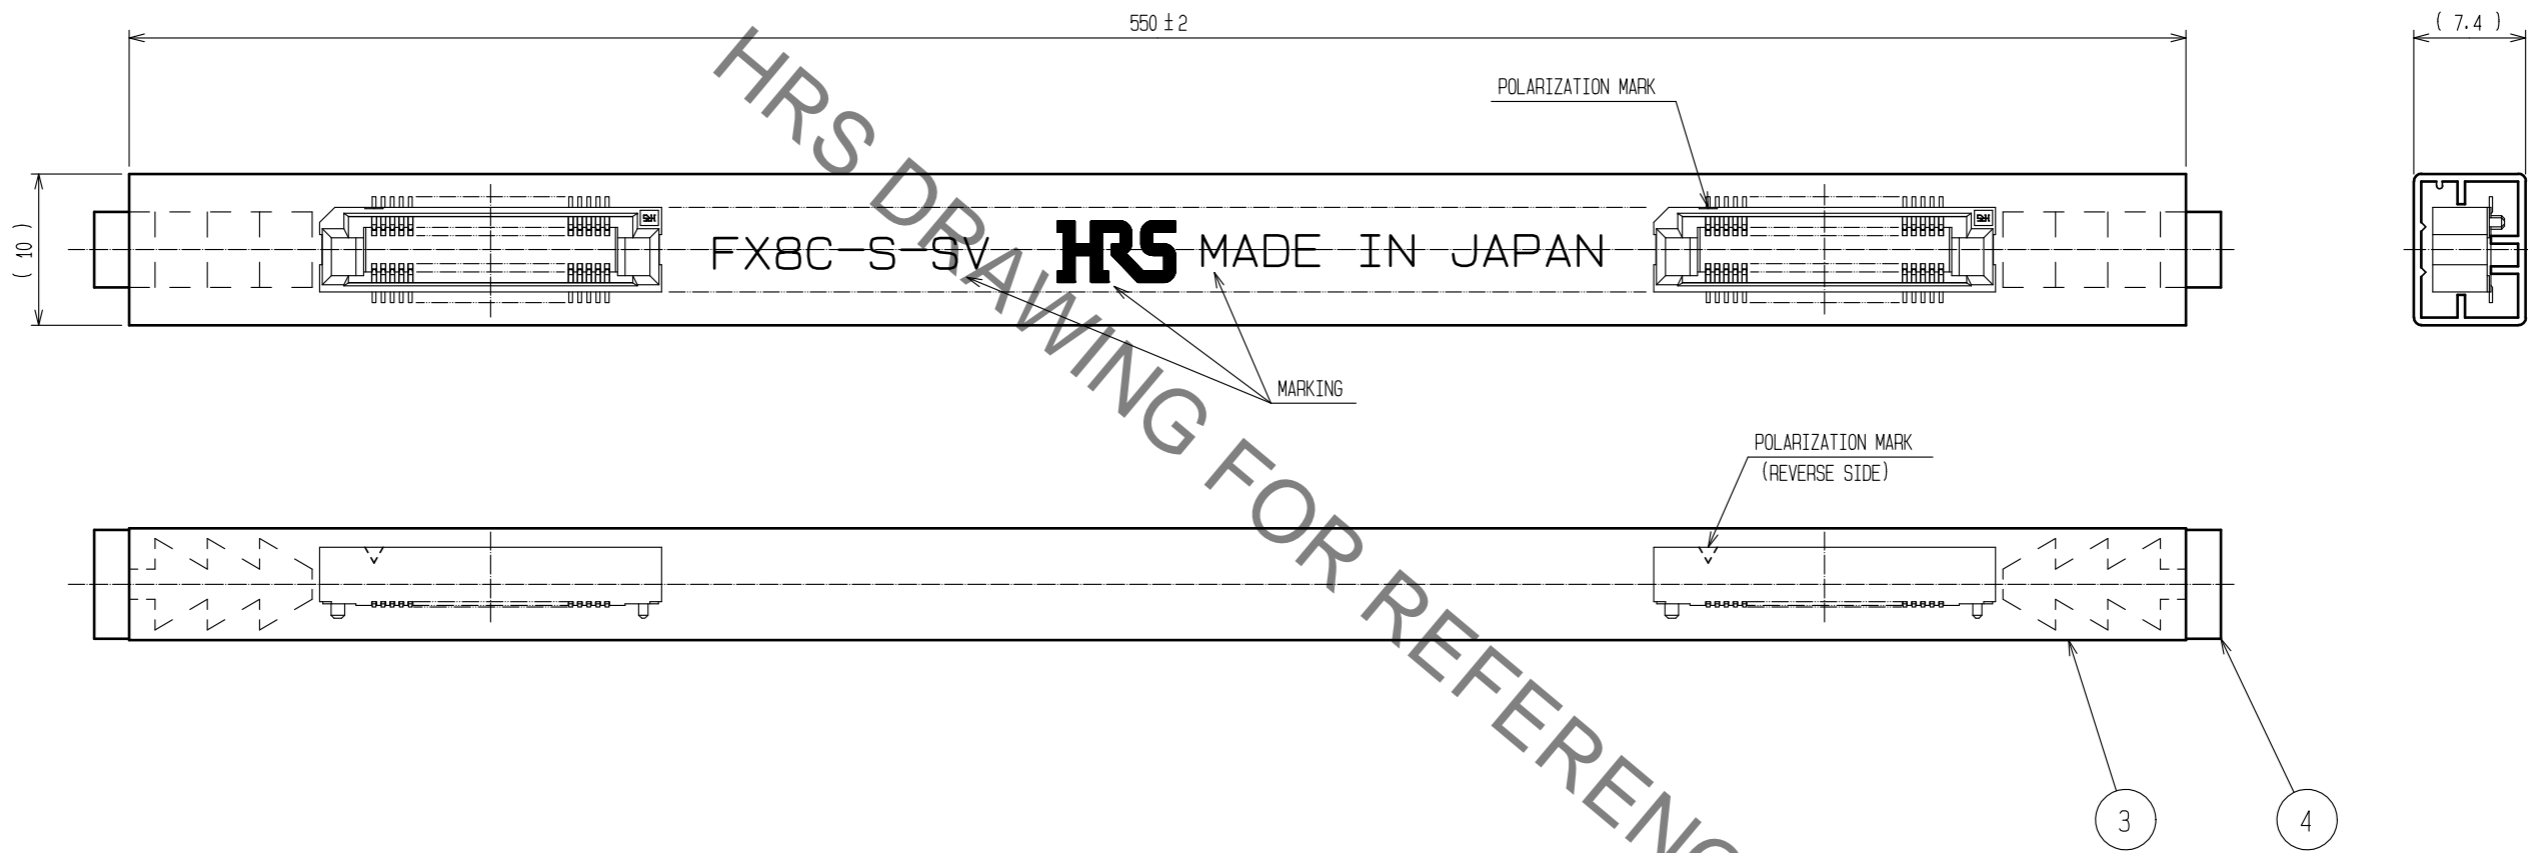 550 ±2
( 7.4 )
POLARIZATION MARK
( 10 )
FX8C-S-SV HRS MADE IN JAPAN
MARKING
POLARIZATION MARK
(REVERSE SIDE)
3
4
HRS DRAWING FOR REFERENC